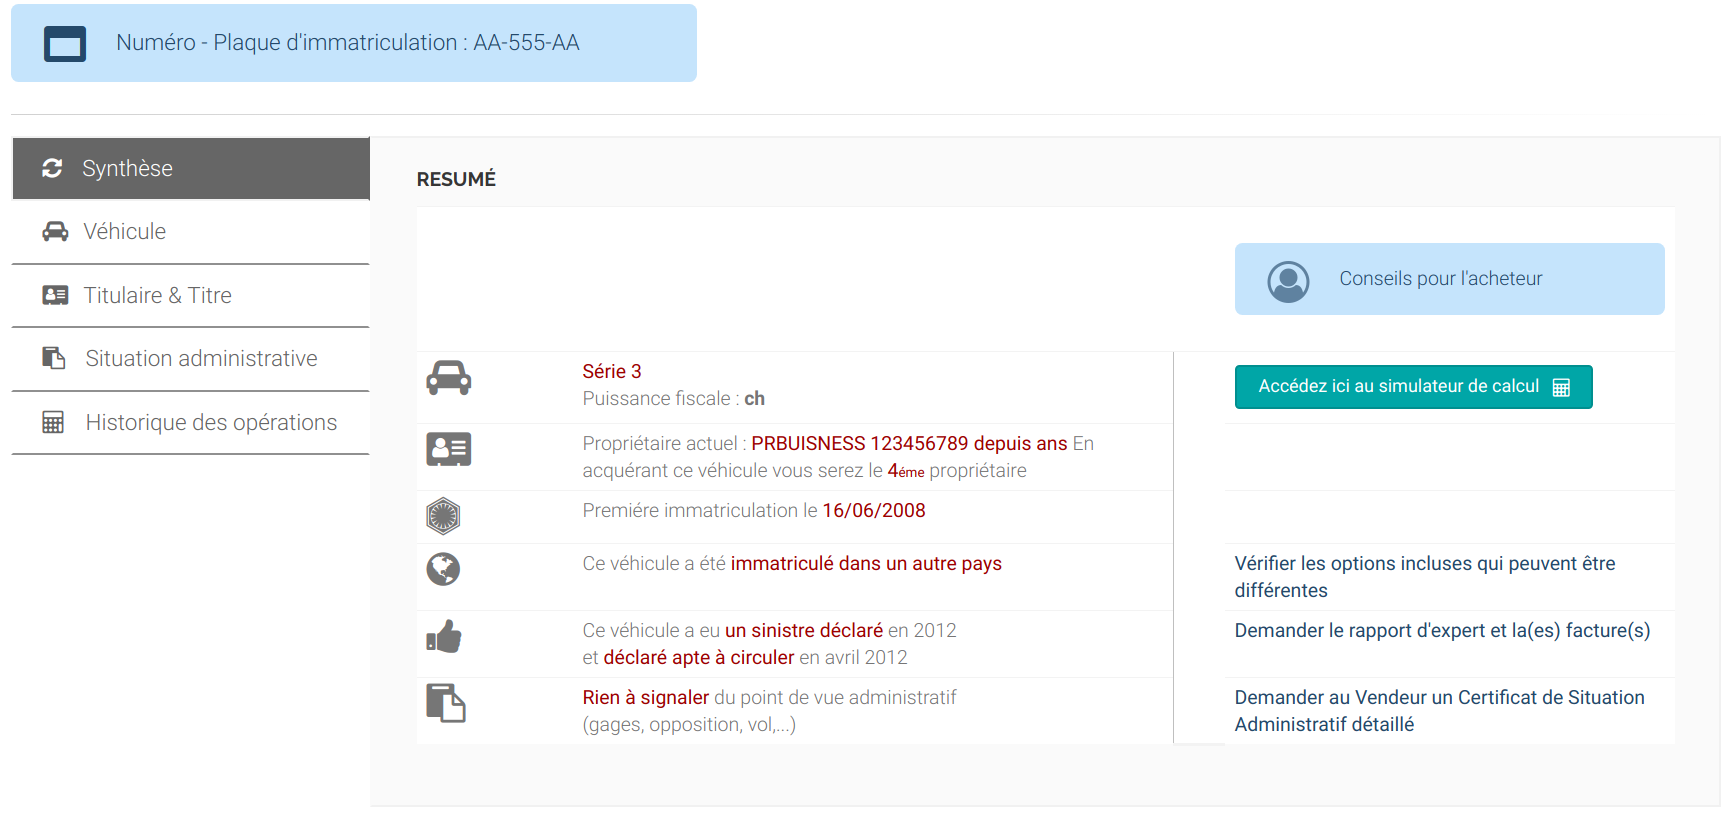 Numéro - Plaque d'immatriculation : AA-555-AA
Synthèse
Véhicule
Titulaire & Titre
Situation administrative
Historique des opérations
RESUMÉ
Conseils pour l'acheteur
Série 3
Puissance fiscale : ch
Accédez ici au simulateur de calcul
Propriétaire actuel : PRBUISNESS 123456789 depuis ans En
acquérant ce véhicule vous serez le 4éme propriétaire
Premiére immatriculation le 16/06/2008
Ce véhicule a été immatriculé dans un autre pays
Vérifier les options incluses qui peuvent être
différentes
Ce véhicule a eu un sinistre déclaré en 2012
et déclaré apte à circuler en avril 2012
Demander le rapport d'expert et la(es) facture(s)
Rien à signaler du point de vue administratif
(gages, opposition, vol,...)
Demander au Vendeur un Certificat de Situation
Administratif détaillé